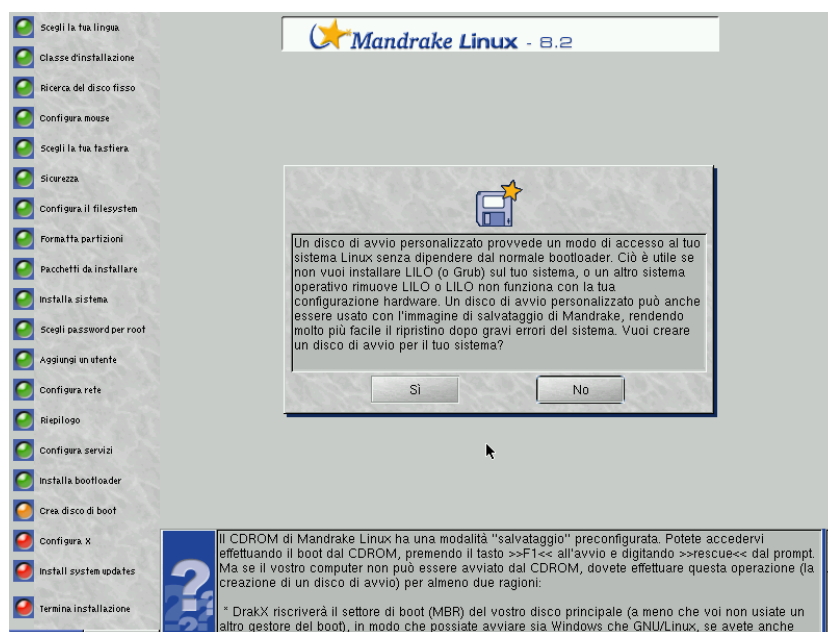 Scegli la tua lingua
Classe d'installazione
Ricerca del disco fisso
Configura mouse
Scegli la tua tastiera
Sicurezza
Configura il filesystem
Formatta partizioni
Pacchetti da installare
Installa sistema
Scegli password per root
Aggiungi un utente
Configura rete
Riepilogo
Configura servizi
Installa bootloader
Crea disco di boot
Configura X
Install system updates
Termina installazione
Mandrake Linux - 8.2
Un disco di avvio personalizzato provvede un modo di accesso al tuo
sistema Linux senza dipendere dal normale bootloader. Ciò è utile se
non vuoi installare LILO (o Grub) sul tuo sistema, o un altro sistema
operativo rimuove LILO o LILO non funziona con la tua
configurazione hardware. Un disco di avvio personalizzato può anche
essere usato con l'immagine di salvataggio di Mandrake, rendendo
molto più facile il ripristino dopo gravi errori del sistema. Vuoi creare
un disco di avvio per il tuo sistema?
Sì
No
Il CDROM di Mandrake Linux ha una modalità "salvataggio" preconfigurata. Potete accedervi
effettuando il boot dal CDROM, premendo il tasto >>F1<< all'avvio e digitando >>rescue<< dal prompt.
Ma se il vostro computer non può essere avviato dal CDROM, dovete effettuare questa operazione (la
creazione di un disco di avvio) per almeno due ragioni:
* DrakX riscriverà il settore di boot (MBR) del vostro disco principale (a meno che voi non usiate un
altro gestore del boot), in modo che possiate avviare sia Windows che GNU/Linux, se avete anche